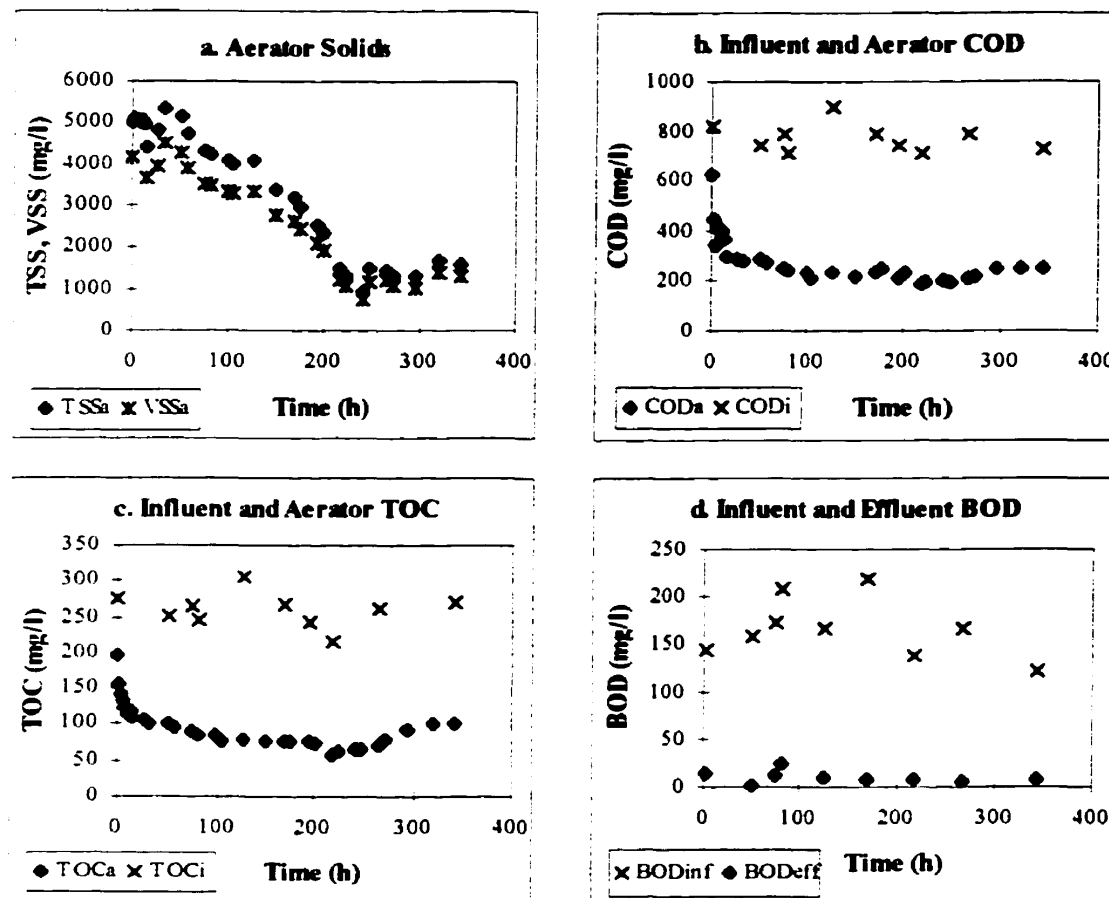 a. Aerator Solids
6000
5000
4000
3000
2000
1000
0
TSS, VSS (mg/l)
0 100 200 300 400
TSSa VSSa
Time (h)
b. Influent and Aerator COD
1000
800
600
400
200
0
COD (mg/l)
0 100 200 300 400
CODa CODi
Time (h)
c. Influent and Aerator TOC
350
300
250
200
150
100
50
0
TOC (mg/l)
0 100 200 300 400
Time (h)
TOCa TOCi
d. Influent and Effluent BOD
250
200
150
100
50
0
BOD (mg/l)
0 100 200 300 400
BODinf BODeff
Time (h)